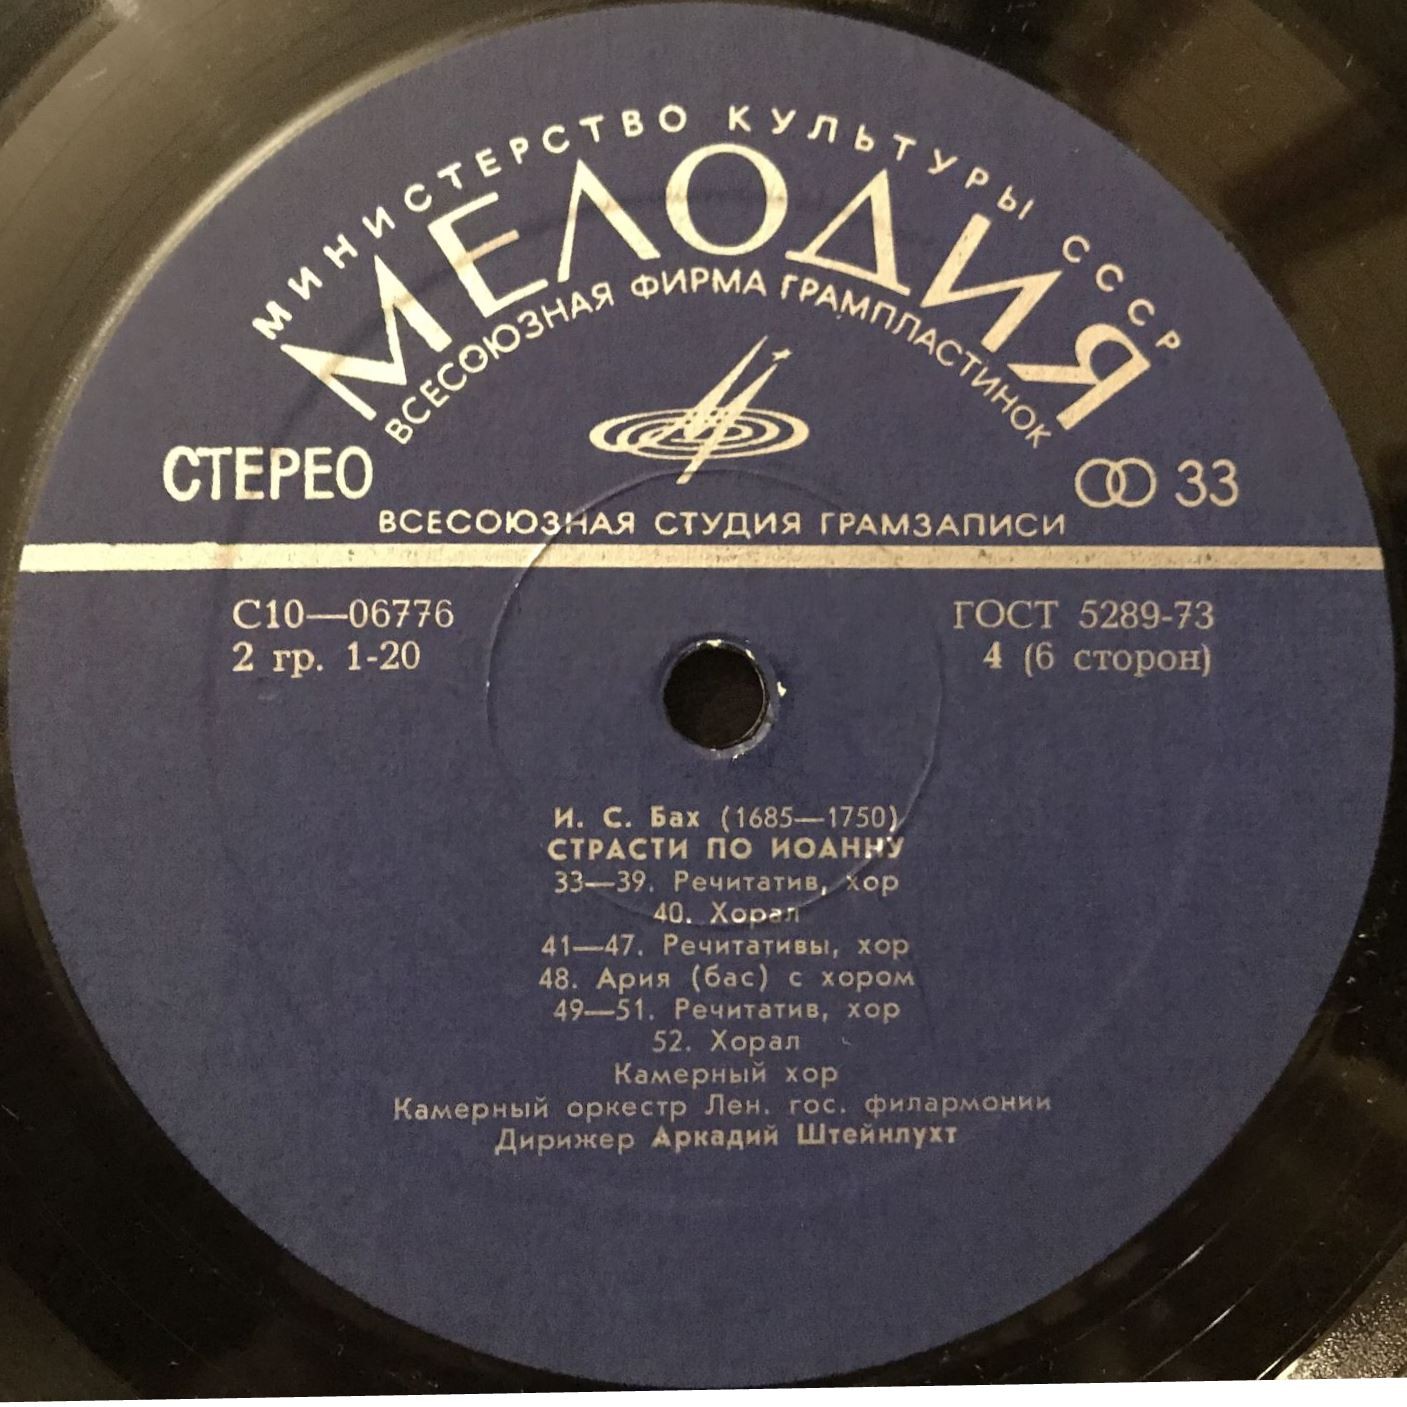 МИНИСТЕРСТВО КУЛЬТУРЫ СССР
МЕЛОДИЯ
ВСЕСОЮЗНАЯ ФИРМА ГРАМПЛАСТИНОК
СТЕРЕО
33
ВСЕСОЮЗНАЯ СТУДИЯ ГРАМЗАПИСИ
С10—06776
ГОСТ 5289-73
2 гр. 1-20
4 (6 сторон)
И. С. Бах (1685—1750)
СТРАСТИ ПО ИОАННУ
33—39. Речитатив, хор
40. Хорал
41—47. Речитативы, хор
48. Ария (бас) с хором
49—51. Речитатив, хор
52. Хорал
Камерный хор
Камерный оркестр Лен. гос. филармонии
Дирижер Аркадий Штейнлухт